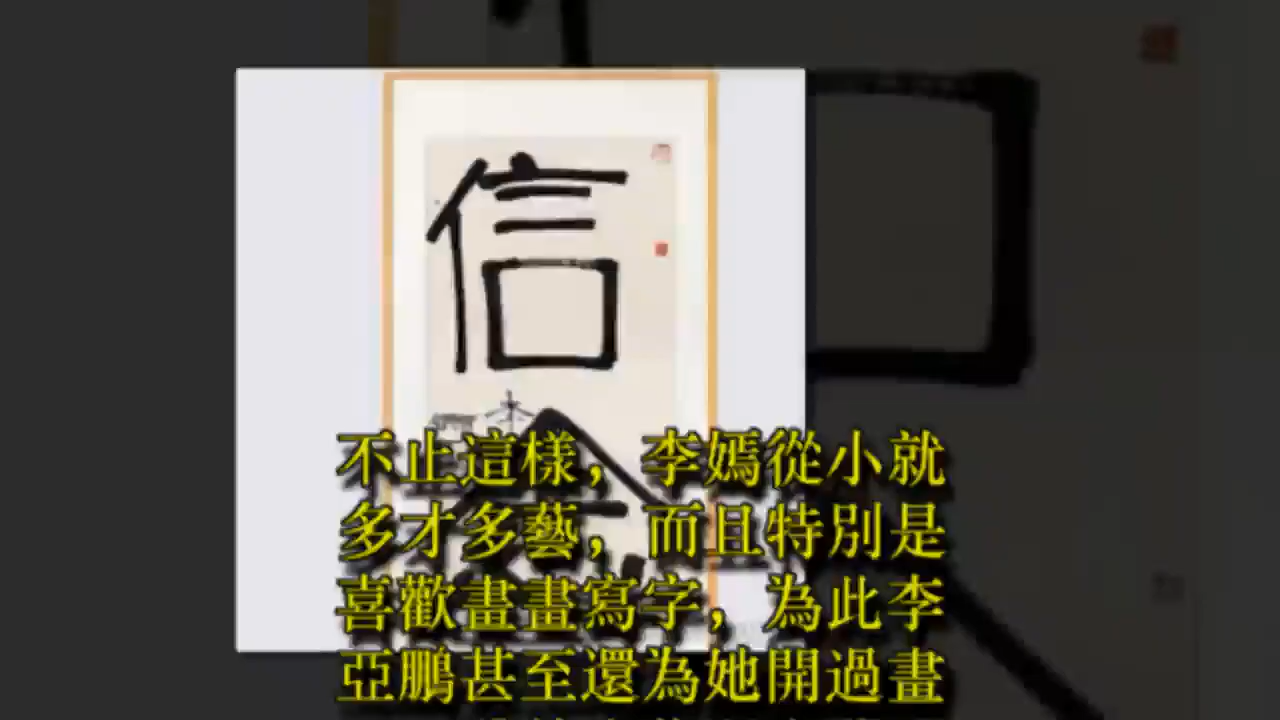 信
不止這樣，李嫣從小就
多才多藝，而且特別是
喜歡畫畫寫字，為此李
亞鵬甚至還為她開過畫